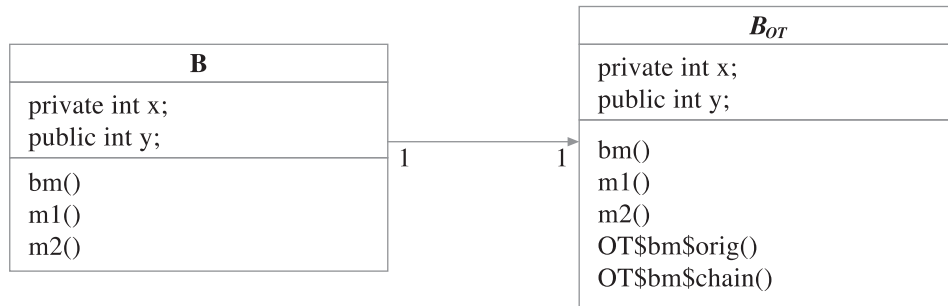 B
private int x;
public int y;
bm()
m1()
m2()
1
1
B_OT
private int x;
public int y;
bm()
m1()
m2()
OT$bm$orig()
OT$bm$chain()